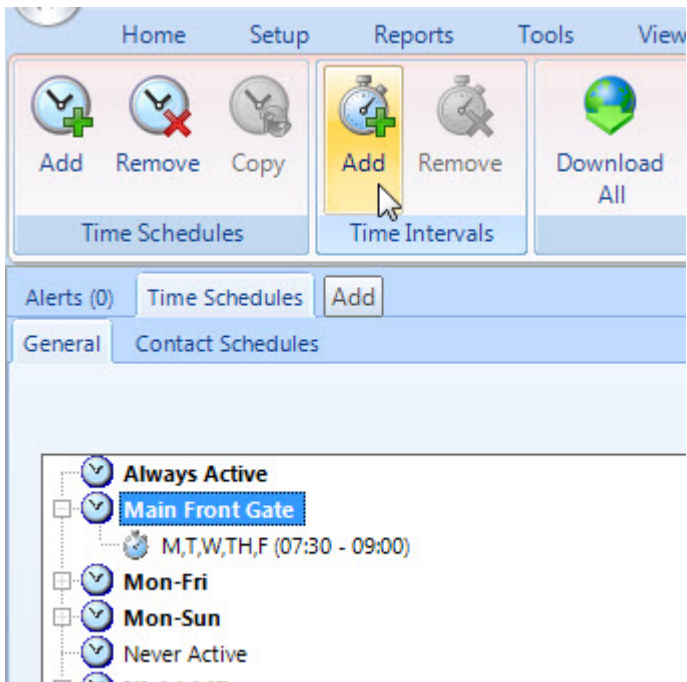 Home Setup Reports Tools View
Add Remove Copy Add Remove Download All
Time Schedules Time Intervals
Alerts (0) Time Schedules Add
General Contact Schedules
Always Active
Main Front Gate
M,T,W,TH,F (07:30 - 09:00)
Mon-Fri
Mon-Sun
Never Active